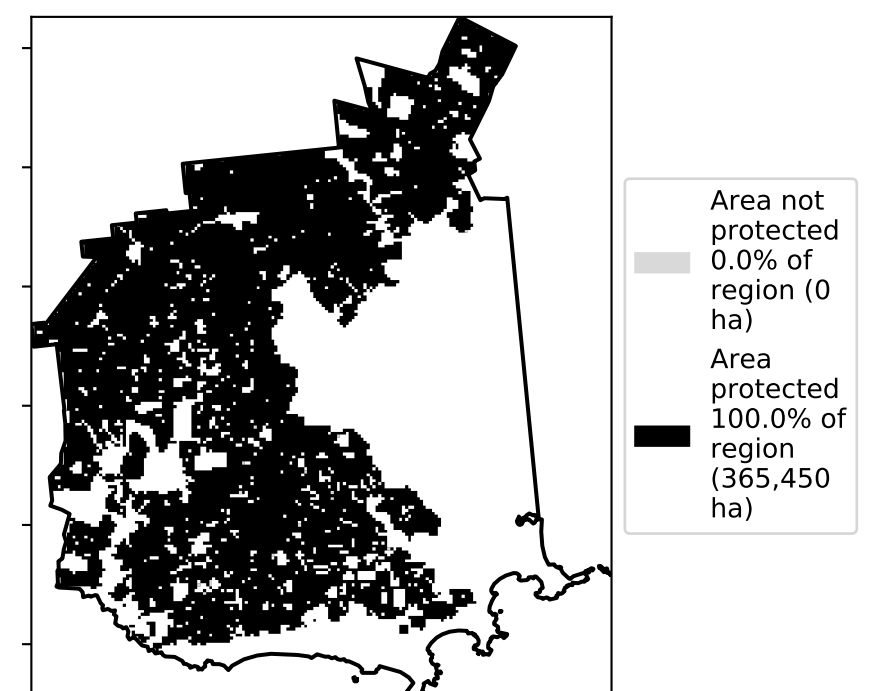 Area not
protected
0.0% of
region (0
ha)
Area
protected
100.0% of
region
(365,450
ha)